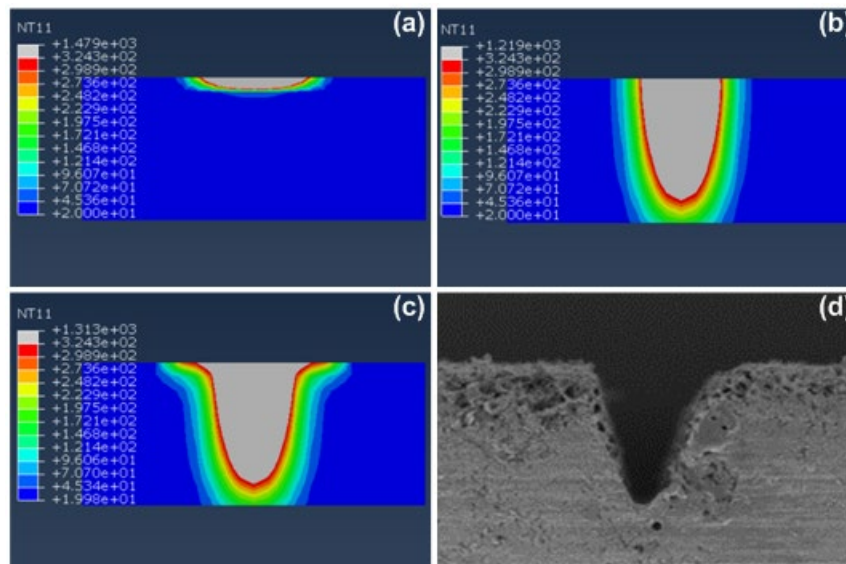 (a)
NT11
+1.479e+03
+3.243e+02
+2.989e+02
+2.736e+02
+2.482e+02
+2.229e+02
+1.975e+02
+1.721e+02
+1.468e+02
+1.214e+02
+9.607e+01
+7.072e+01
+4.536e+01
+2.000e+01
(b)
NT11
+1.219e+03
+3.243e+02
+2.989e+02
+2.736e+02
+2.482e+02
+2.229e+02
+1.975e+02
+1.721e+02
+1.468e+02
+1.214e+02
+9.607e+01
+7.072e+01
+4.536e+01
+2.000e+01
(c)
NT11
+1.313e+03
+3.243e+02
+2.989e+02
+2.736e+02
+2.482e+02
+2.229e+02
+1.975e+02
+1.721e+02
+1.468e+02
+1.214e+02
+9.606e+01
+7.070e+01
+4.534e+01
+1.998e+01
(d)